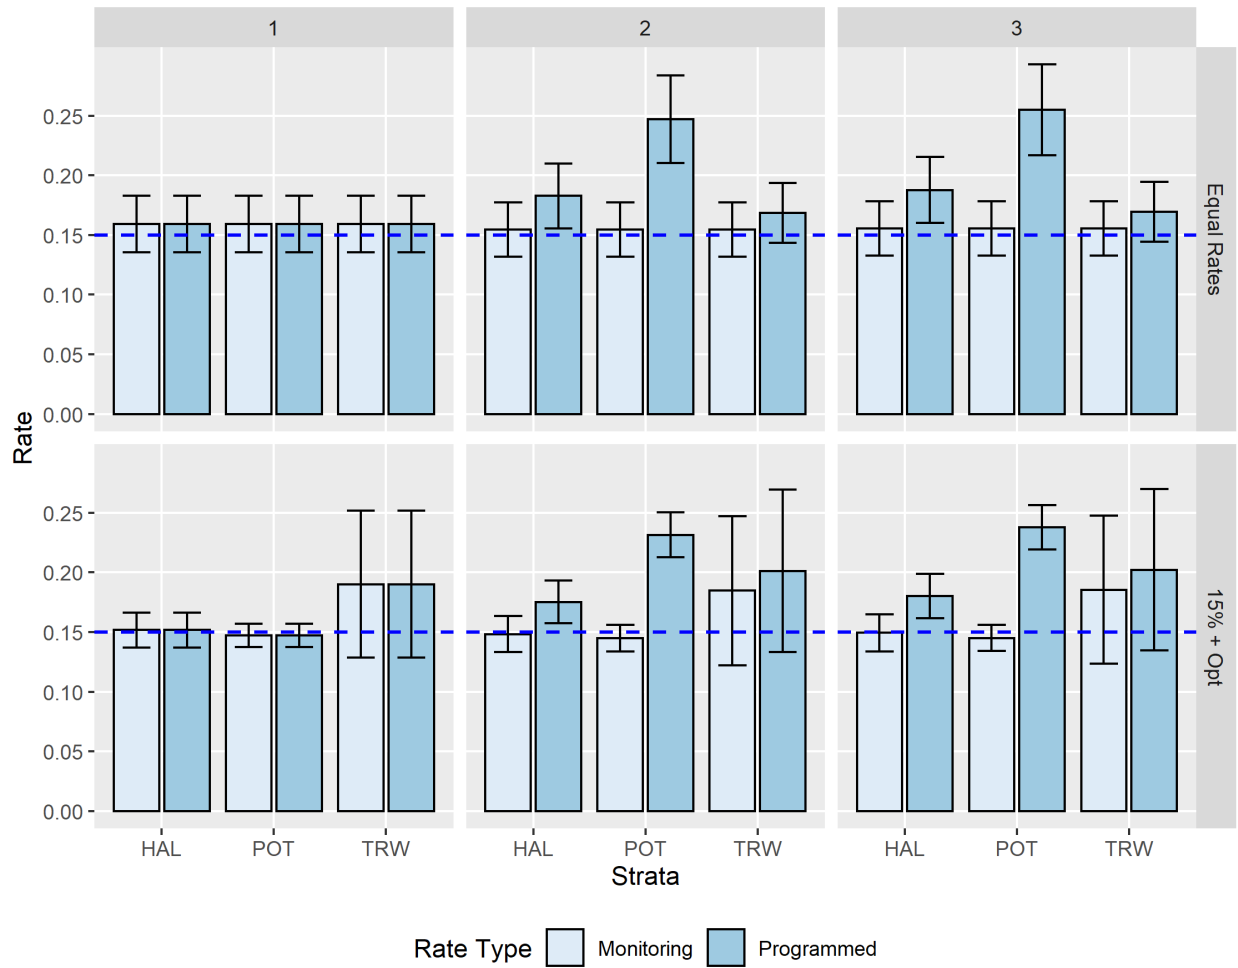 1 2 3
0.25
0.20
0.15
0.10
0.05
0.00
Equal Rates
Rate
0.25
0.20
0.15
0.10
0.05
0.00
15% + Opt
HAL POT TRW HAL POT TRW HAL POT TRW
Strata
Rate Type Monitoring Programmed